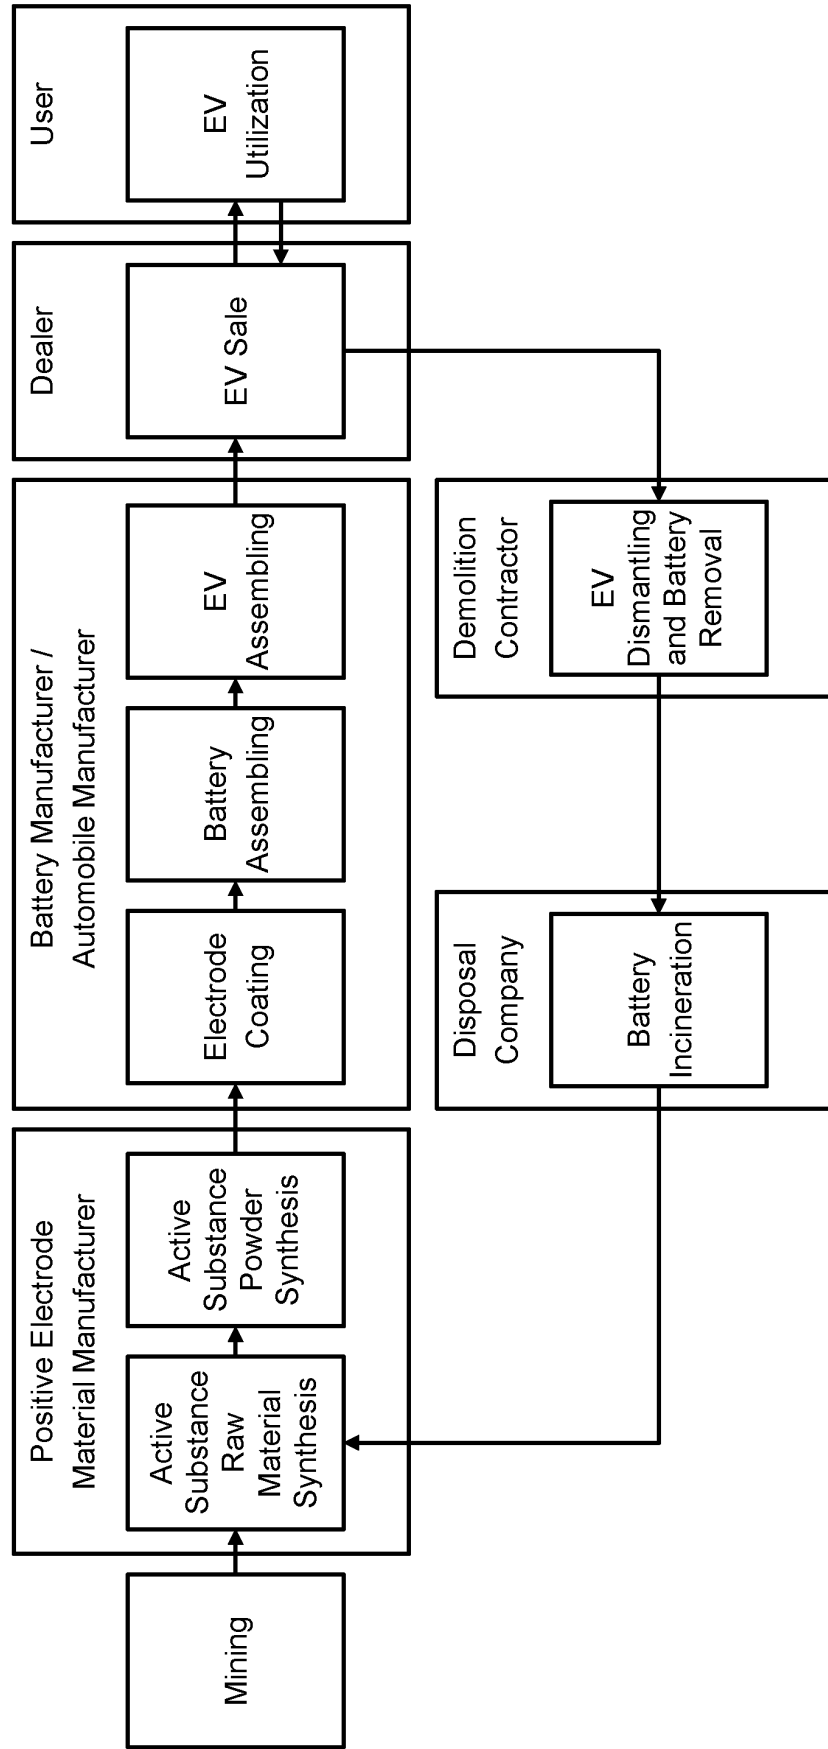 Mining
Positive Electrode
Material Manufacturer
Active
Substance
Raw
Material
Synthesis
Active
Substance
Powder
Synthesis
Battery Manufacturer /
Automobile Manufacturer
Electrode
Coating
Battery
Assembling
EV
Assembling
Dealer
EV Sale
User
EV
Utilization
Disposal
Company
Battery
Incineration
Demolition
Contractor
EV
Dismantling
and Battery
Removal